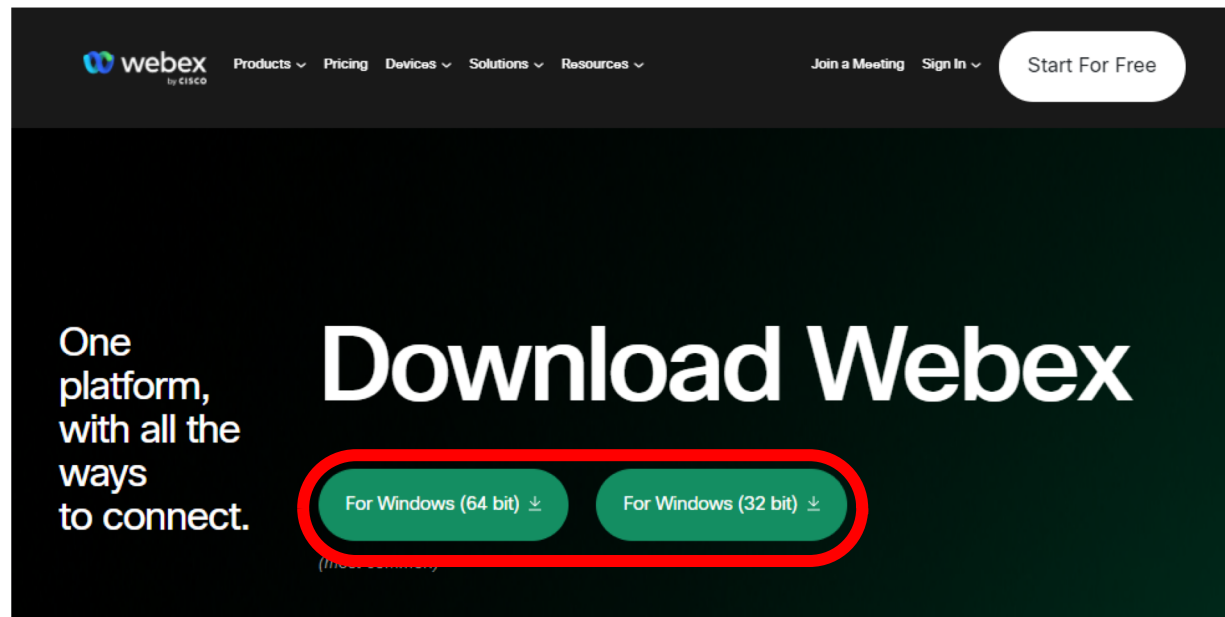 webex
by CISCO
Products Pricing Devices Solutions Resources Join a Meeting Sign In Start For Free
One
platform,
with all the
ways
to connect.
Download Webex
For Windows (64 bit) For Windows (32 bit)